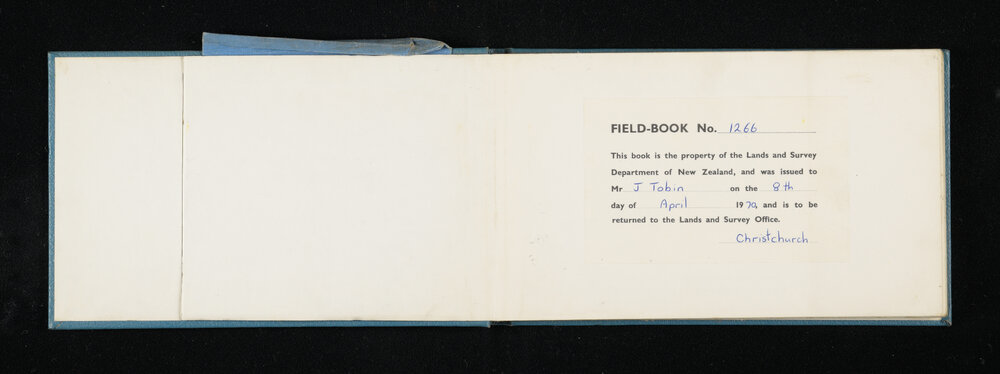 FIELD-BOOK No. 1266
This book is the property of the Lands and Survey
Department of New Zealand, and was issued to
Mr J Tobin on the 8th
day of April 1970, and is to be
returned to the Lands and Survey Office.
Christchurch